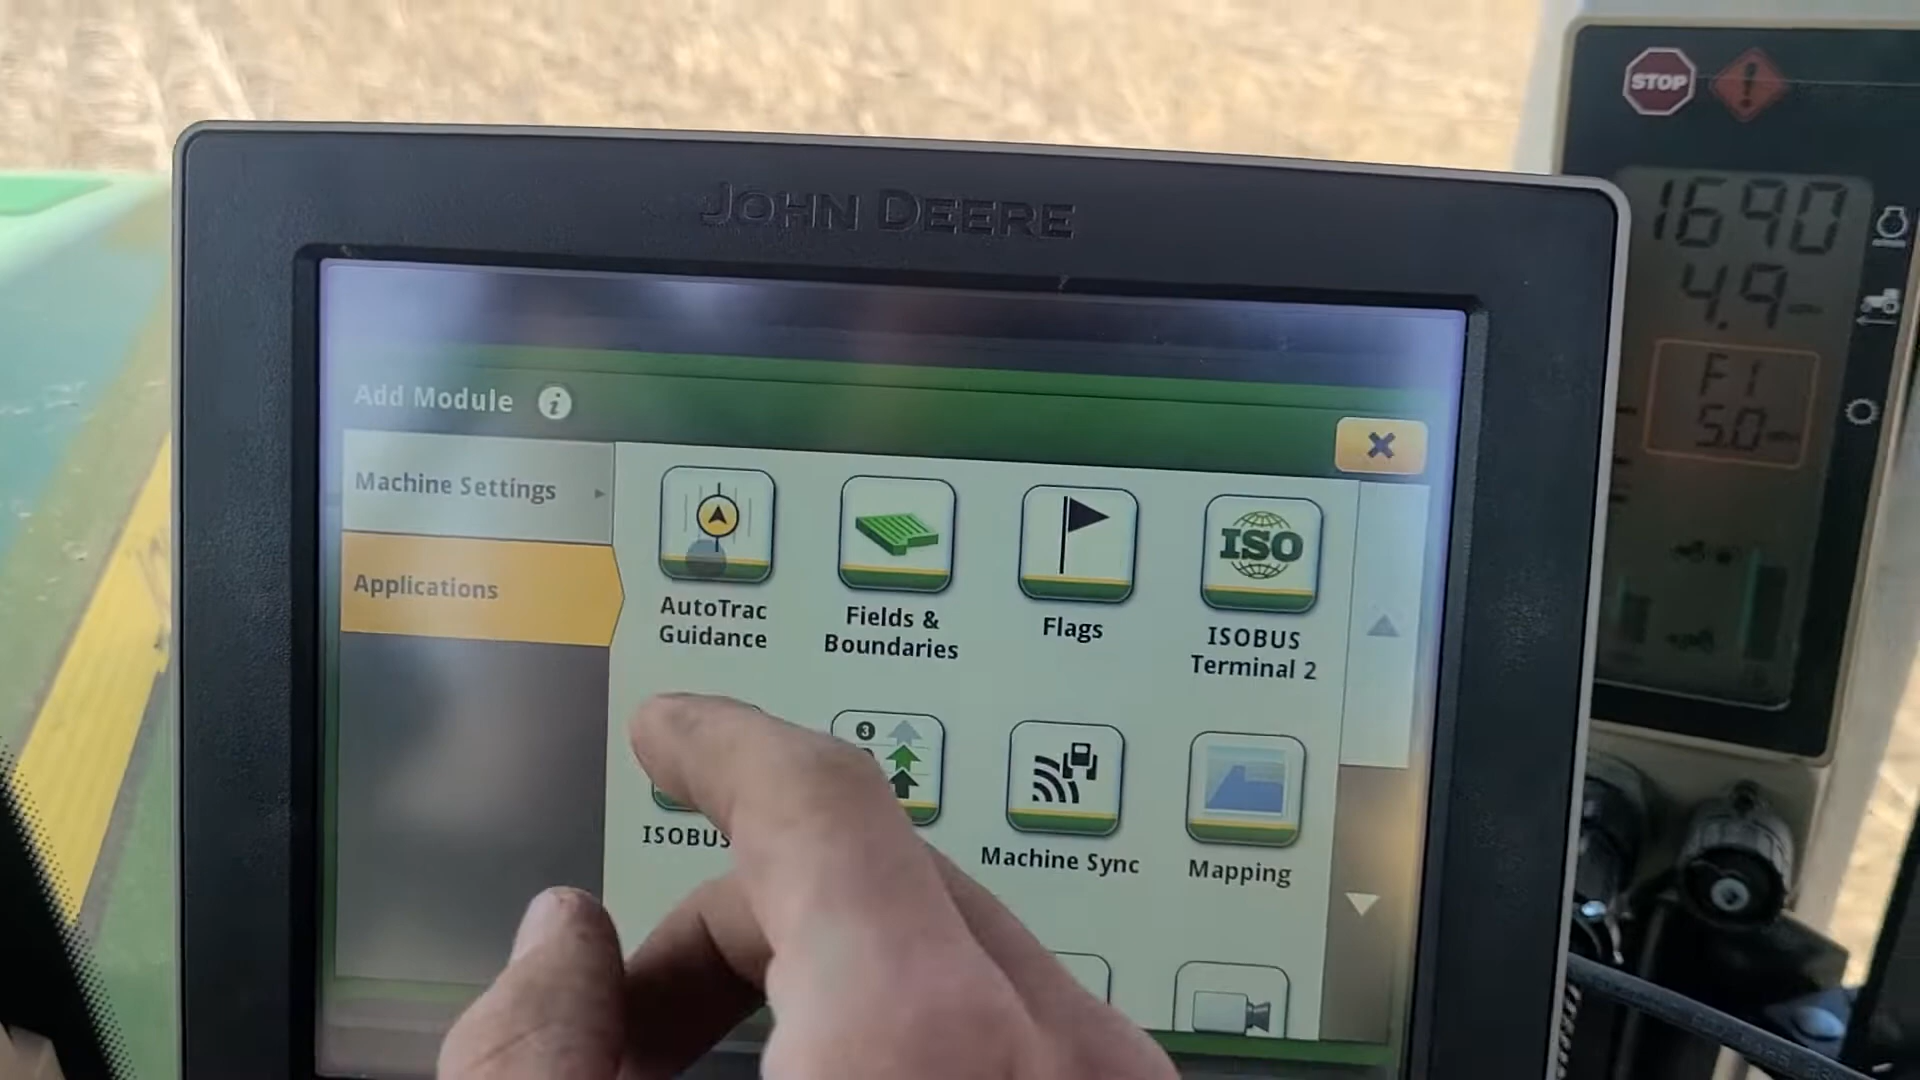 JOHN DEERE
Add Module
Machine Settings
Applications
AutoTrac
Guidance
Fields &
Boundaries
Flags
ISO
ISOBUS
Terminal 2
ISOBUS
3
Machine Sync
Mapping
STOP
!
1690
4.9
F1
5.0